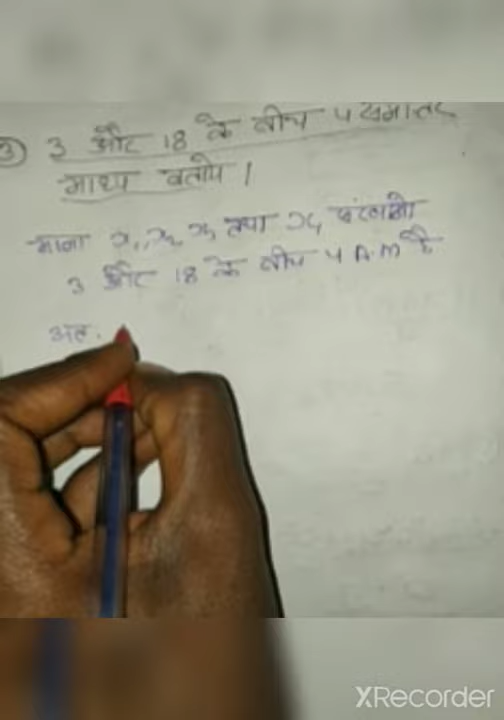 ③ 3 और 18 के बीच 4 समान्तर
माध्य बताये।
माना x₁, x₂, x₃ तथा x₄ संख्याओ
3 और 18 के बीच 4 A.M है
अत.
XRecorder